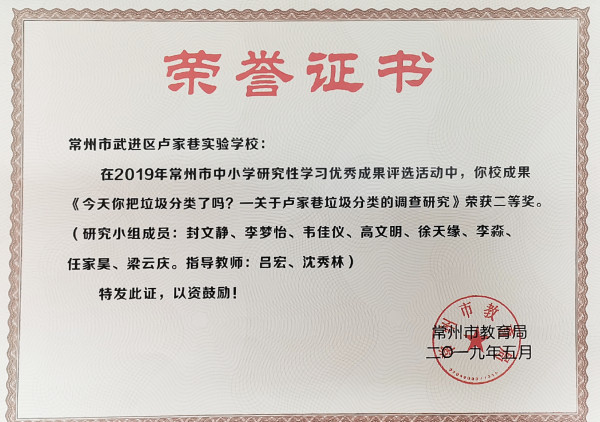 荣誉证书
常州市武进区卢家巷实验学校：
在2019年常州市中小学研究性学习优秀成果评选活动中，你校成果
《今天你把垃圾分类了吗？—关于卢家巷垃圾分类的调查研究》荣获二等奖。
（研究小组成员：封文静、李梦怡、韦佳仪、高文明、徐天缘、李淼、
任家昊、梁云庆。指导教师：吕宏、沈秀林）
特发此证，以资鼓励！
常州市教育局
二〇一九年五月
常州市教育局